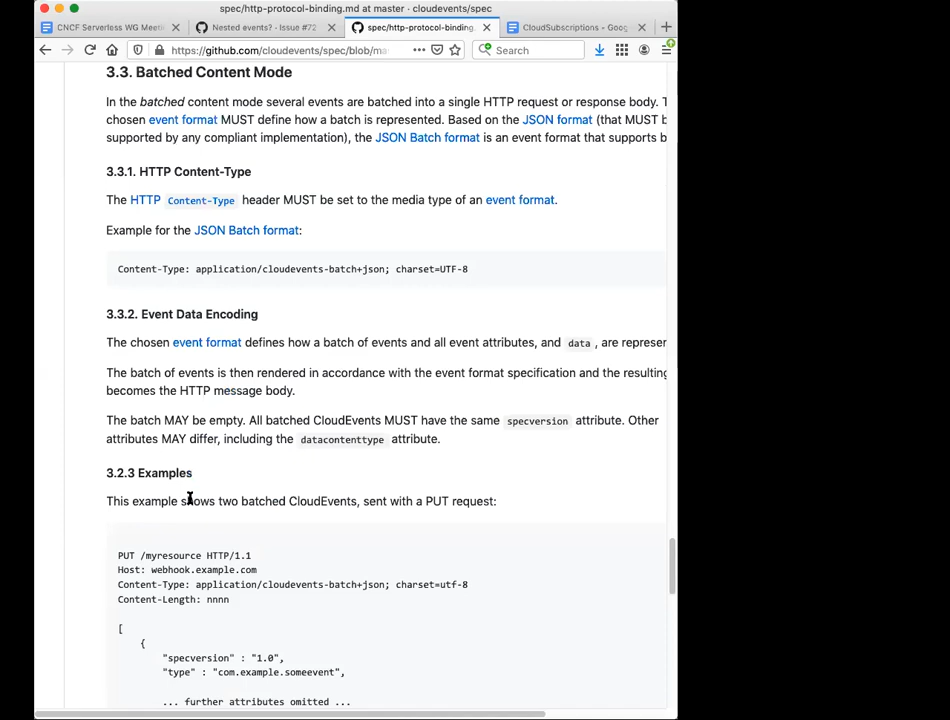 spec/http-protocol-binding.md at master · cloudevents/spec
CNCF Serverless WG Meeti
Nested events? · Issue #72
spec/http-protocol-binding.
CloudSubscriptions – Goog
https://github.com/cloudevents/spec/blob/ma
Search
3.3. Batched Content Mode
In the batched content mode several events are batched into a single HTTP request or response body. T
chosen event format MUST define how a batch is represented. Based on the JSON format (that MUST b
supported by any compliant implementation), the JSON Batch format is an event format that supports b
3.3.1. HTTP Content-Type
The HTTP Content-Type header MUST be set to the media type of an event format.
Example for the JSON Batch format:
Content-Type: application/cloudevents-batch+json; charset=UTF-8
3.3.2. Event Data Encoding
The chosen event format defines how a batch of events and all event attributes, and data , are represer
The batch of events is then rendered in accordance with the event format specification and the resulting
becomes the HTTP message body.
The batch MAY be empty. All batched CloudEvents MUST have the same specversion attribute. Other
attributes MAY differ, including the datacontenttype attribute.
3.2.3 Examples
This example shows two batched CloudEvents, sent with a PUT request:
PUT /myresource HTTP/1.1
Host: webhook.example.com
Content-Type: application/cloudevents-batch+json; charset=utf-8
Content-Length: nnnn
[
{
"specversion" : "1.0",
"type" : "com.example.someevent",
... further attributes omitted ...